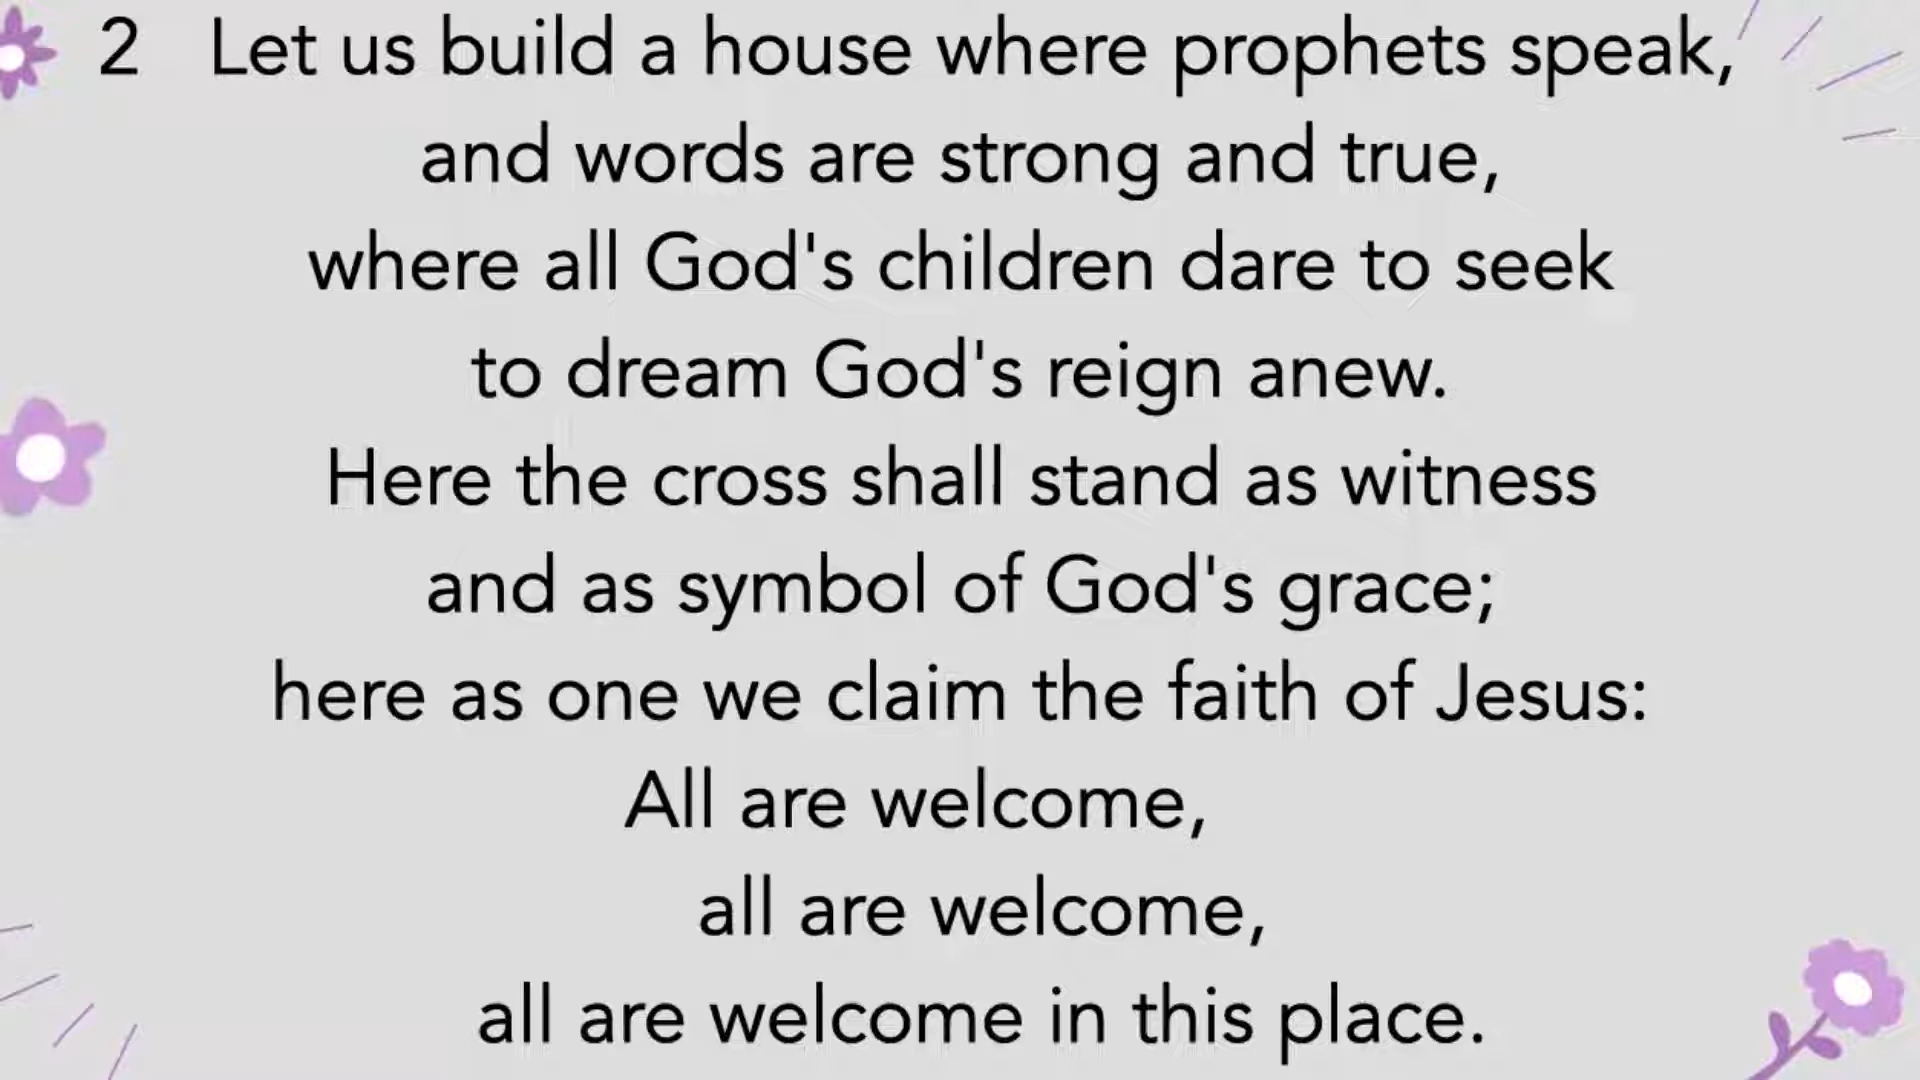 2 Let us build a house where prophets speak,
and words are strong and true,
where all God's children dare to seek
to dream God's reign anew.
Here the cross shall stand as witness
and as symbol of God's grace;
here as one we claim the faith of Jesus:
All are welcome,
all are welcome,
all are welcome in this place.